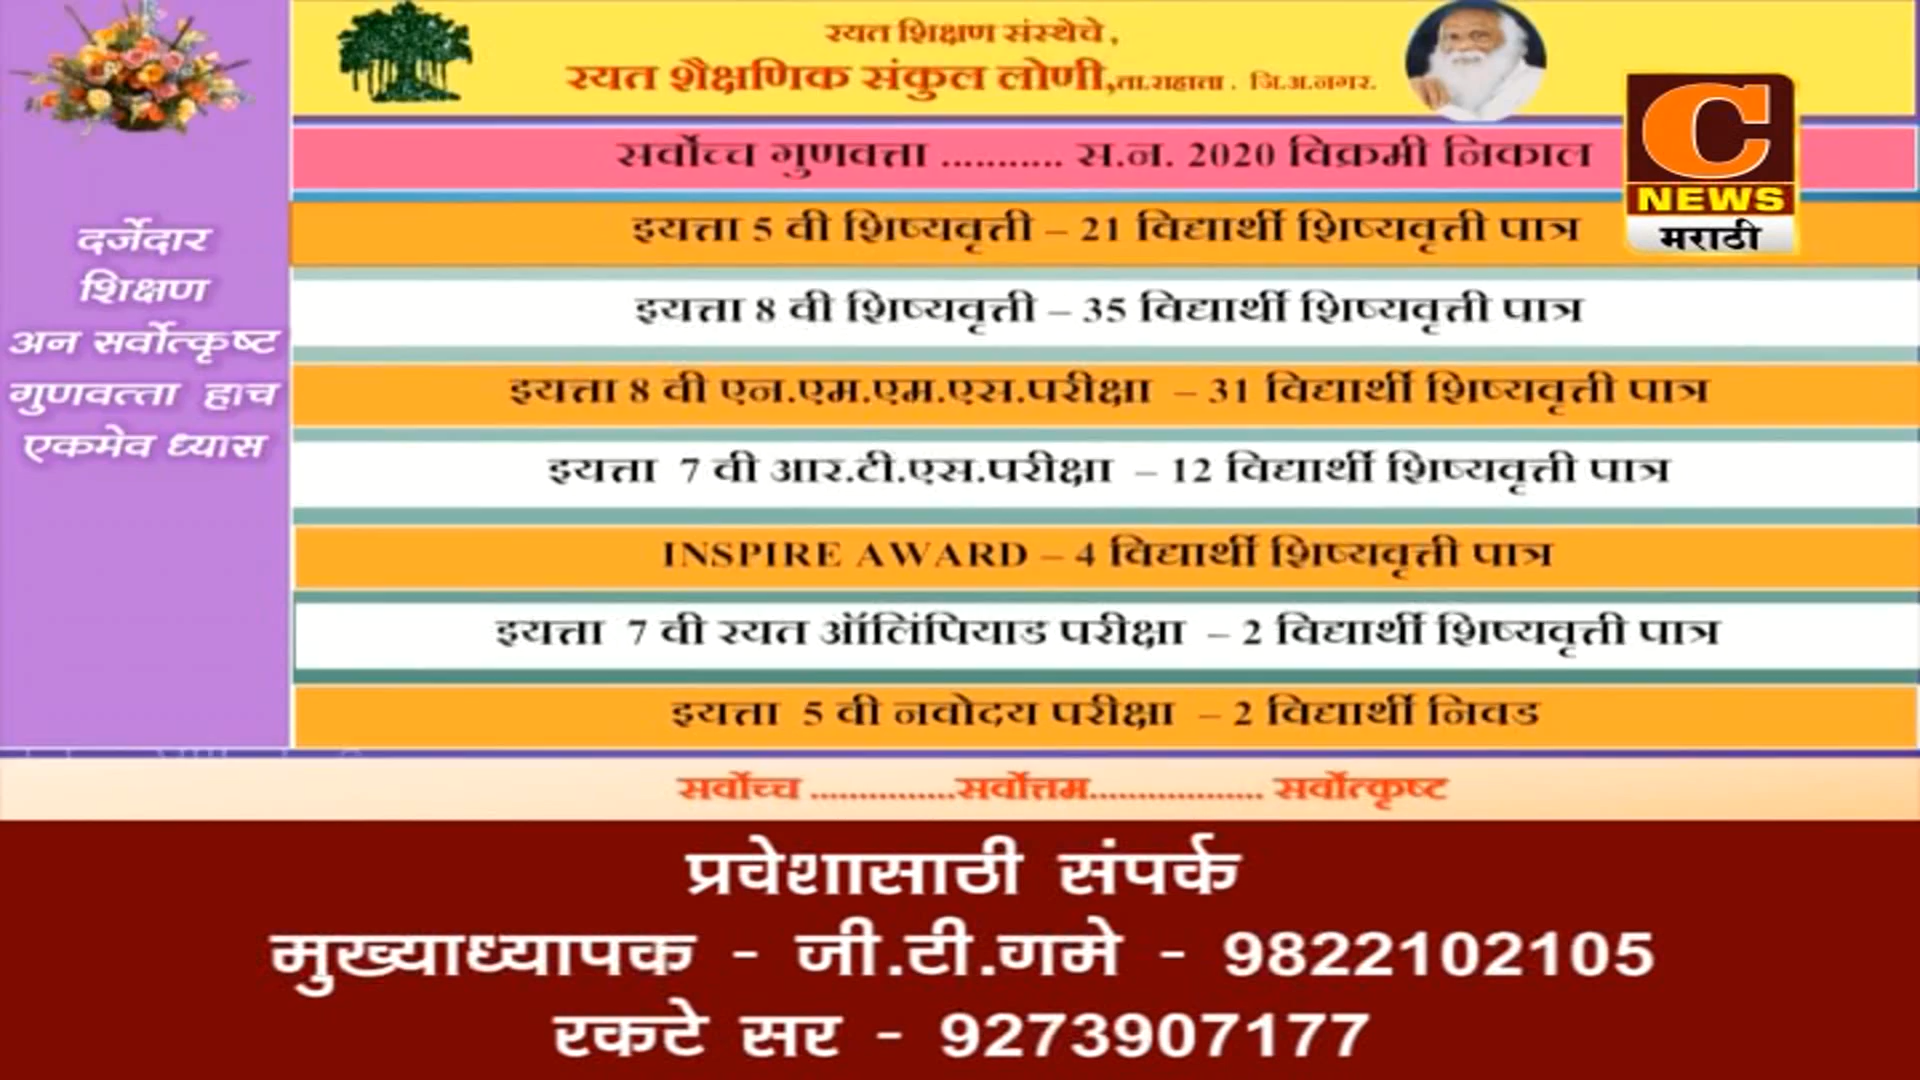 रयत शिक्षण संस्थेचे ,
रयत शैक्षणिक संकुल लोणी,ता.राहाता . जि.अ.नगर.
C
NEWS
मराठी
सर्वोच्च गुणवत्ता ........... स.न. 2020 विक्रमी निकाल
दर्जेदार
शिक्षण
अन सर्वोत्कृष्ट
गुणवत्ता हाच
एकमेव ध्यास
इयत्ता 5 वी शिष्यवृत्ती – 21 विद्यार्थी शिष्यवृत्ती पात्र
इयत्ता 8 वी शिष्यवृत्ती – 35 विद्यार्थी शिष्यवृत्ती पात्र
इयत्ता 8 वी एन.एम.एम.एस.परीक्षा – 31 विद्यार्थी शिष्यवृत्ती पात्र
इयत्ता 7 वी आर.टी.एस.परीक्षा – 12 विद्यार्थी शिष्यवृत्ती पात्र
INSPIRE AWARD – 4 विद्यार्थी शिष्यवृत्ती पात्र
इयत्ता 7 वी रयत ऑलिंपियाड परीक्षा – 2 विद्यार्थी शिष्यवृत्ती पात्र
इयत्ता 5 वी नवोदय परीक्षा – 2 विद्यार्थी निवड
सर्वोच्च ...............सर्वोत्तम.................. सर्वोत्कृष्ट
प्रवेशासाठी संपर्क
मुख्याध्यापक - जी.टी.गमे - 9822102105
रकटे सर - 9273907177